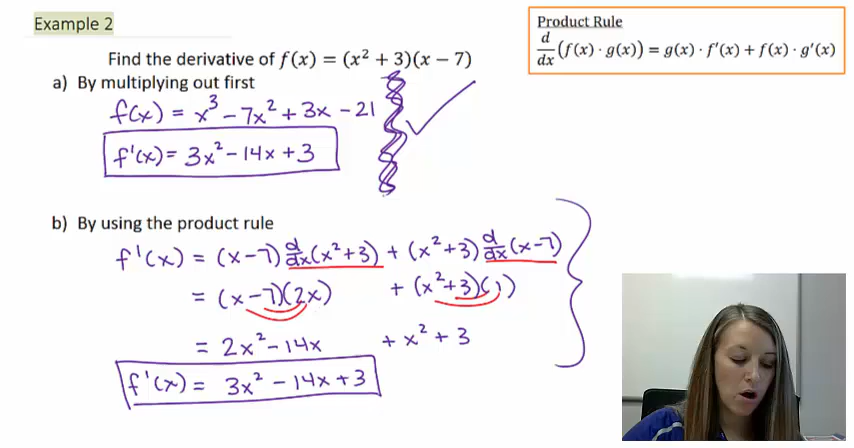 Example 2
Product Rule
d/dx (f(x) · g(x)) = g(x) · f′(x) + f(x) · g′(x)
Find the derivative of f(x) = (x² + 3)(x − 7)
a) By multiplying out first
f(x) = x³ − 7x² + 3x − 21
f'(x) = 3x² − 14x + 3
b) By using the product rule
f'(x) = (x−7) d/dx (x²+3) + (x²+3) d/dx (x−7)
= (x−7)(2x) + (x²+3)(1)
= 2x² − 14x + x² + 3
f'(x) = 3x² − 14x + 3